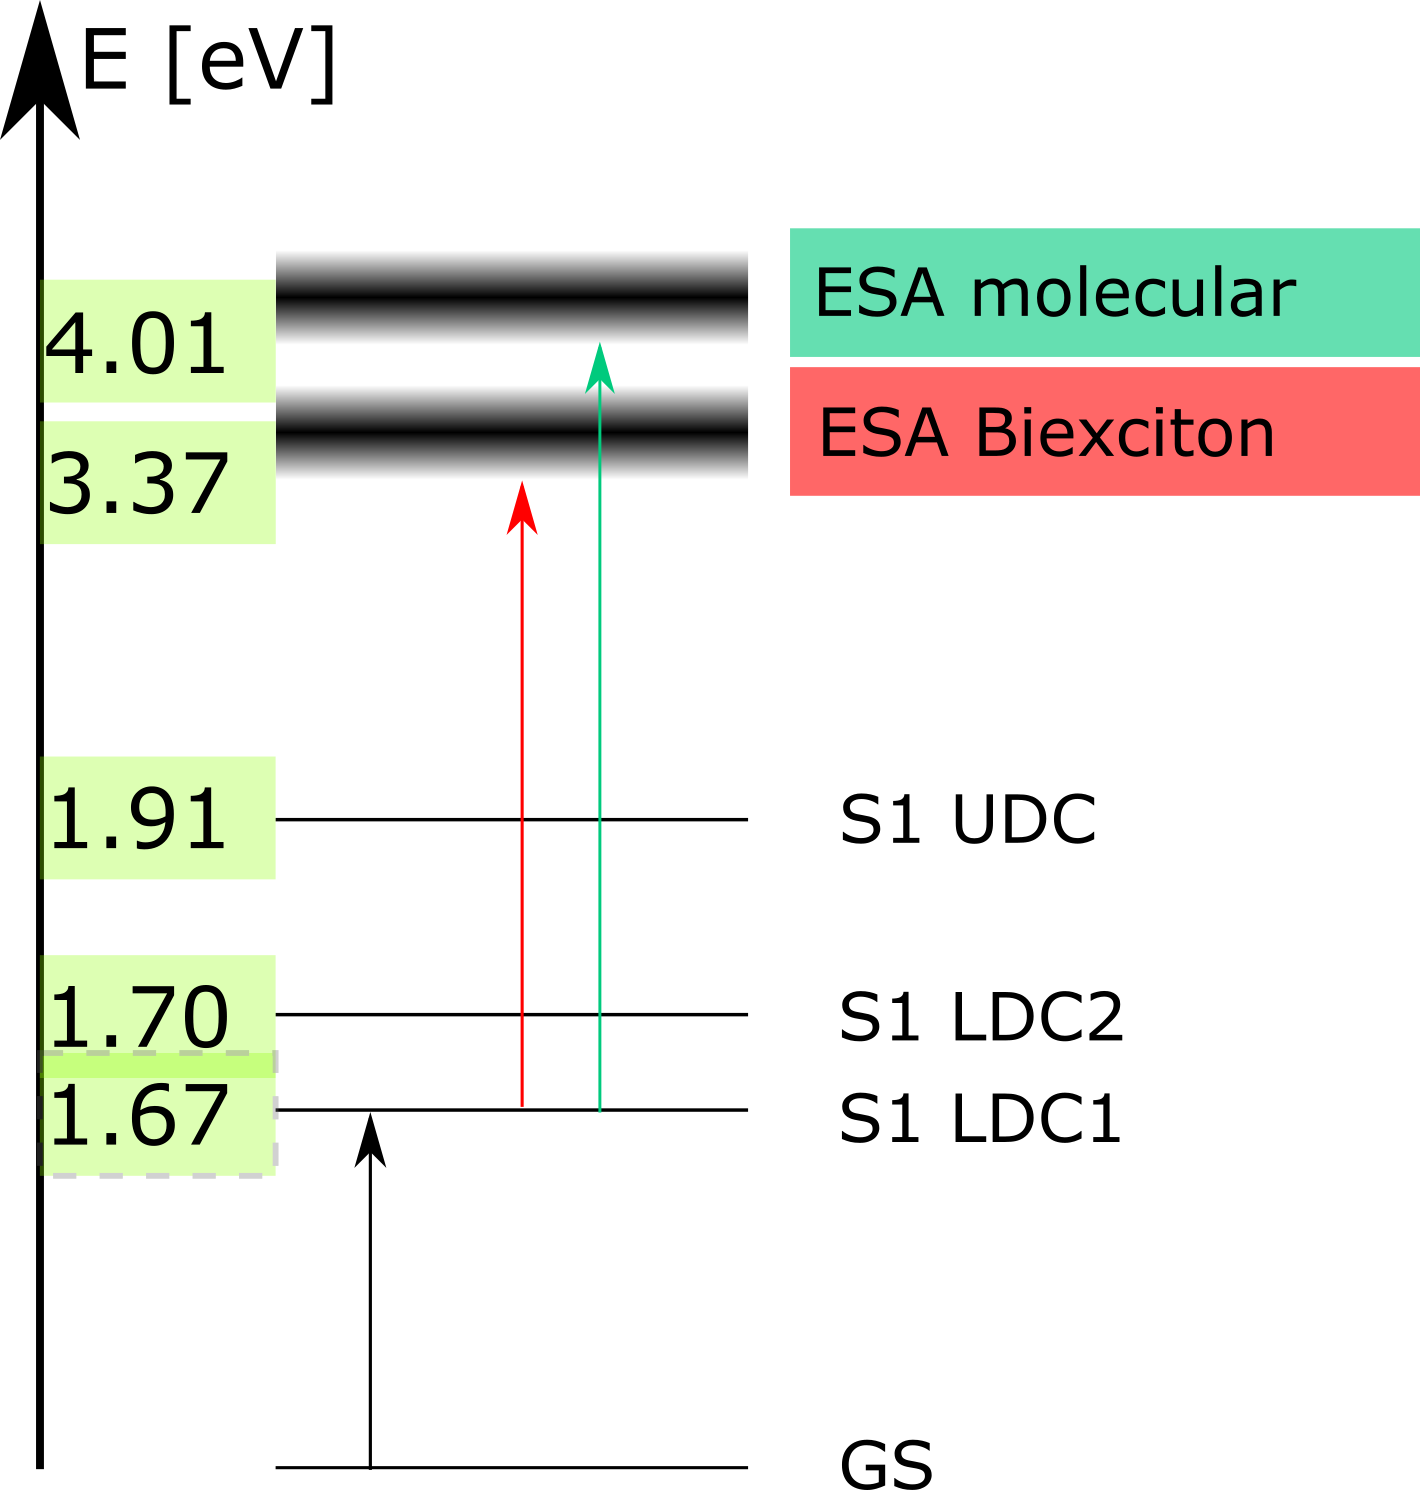 E [eV]
4.01
ESA molecular
3.37
ESA Biexciton
1.91
S1 UDC
1.70
S1 LDC2
1.67
S1 LDC1
GS